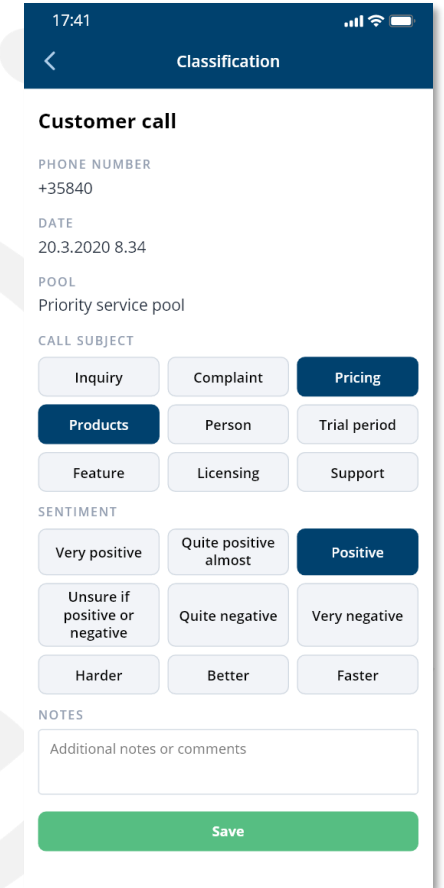 17:41
Classification
Customer call
PHONE NUMBER
+35840
DATE
20.3.2020 8.34
POOL
Priority service pool
CALL SUBJECT
Inquiry Complaint Pricing
Products Person Trial period
Feature Licensing Support
SENTIMENT
Very positive
Quite positive
almost
Positive
Unsure if
positive or
negative
Quite negative
Very negative
Harder Better Faster
NOTES
Additional notes or comments
Save